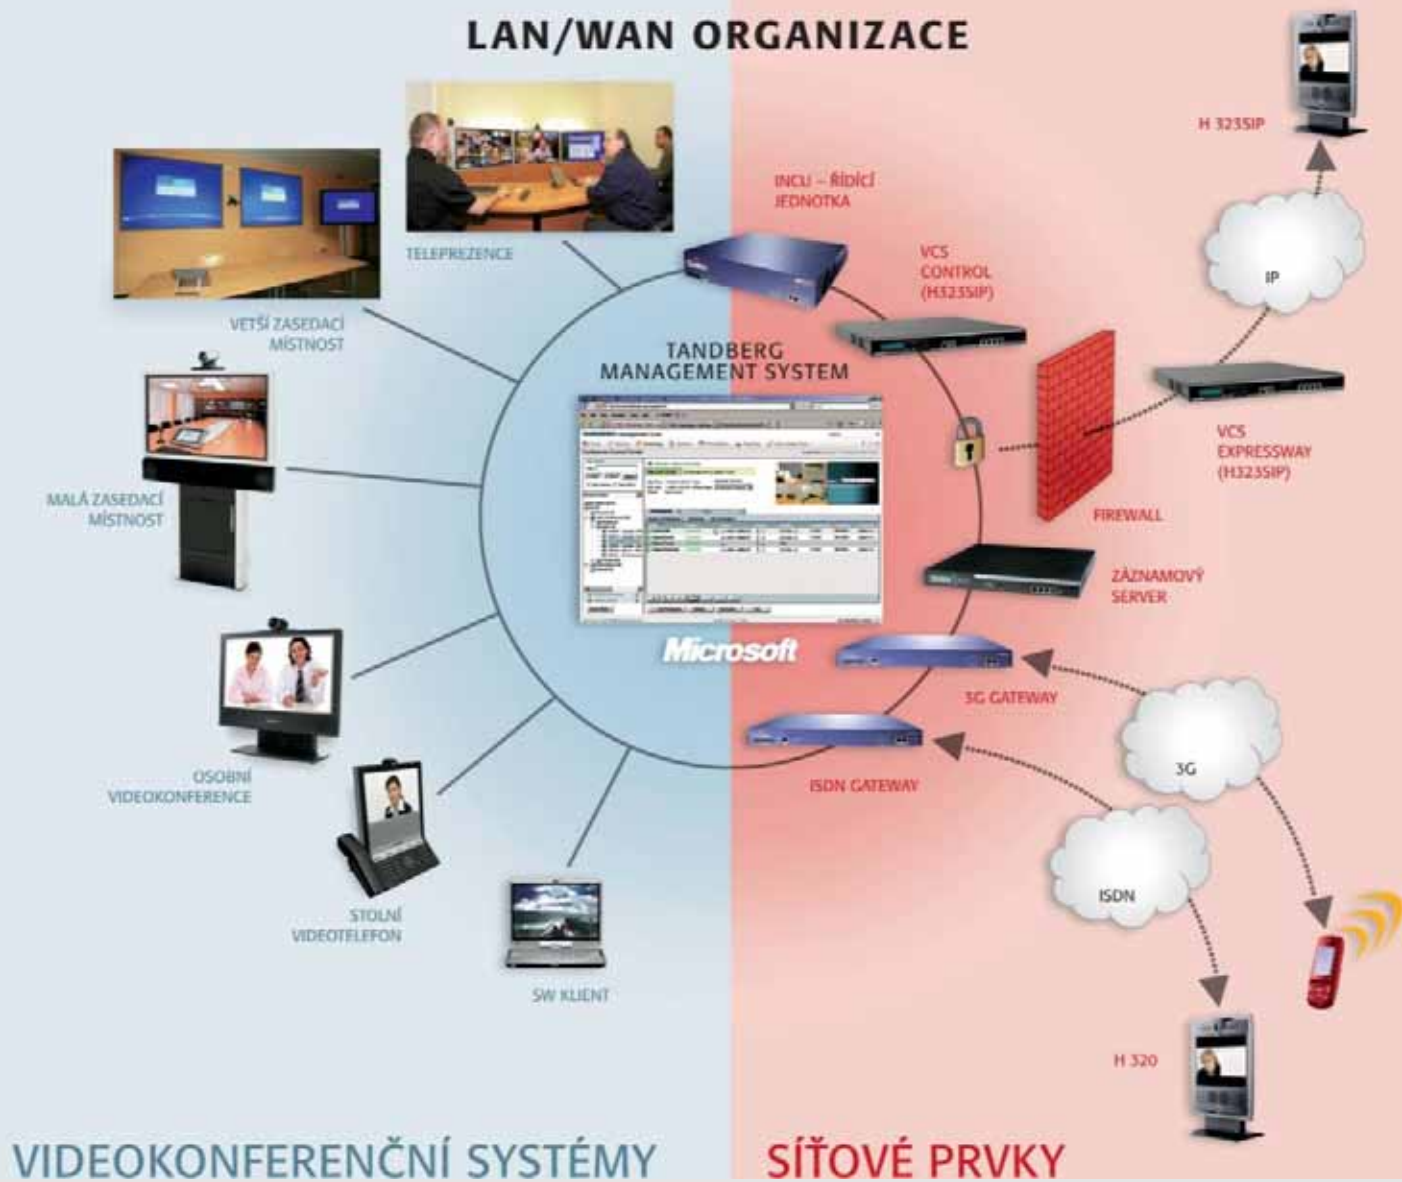 LAN/WAN ORGANIZACE
H 323SIP
INCU – ŘÍDÍCÍ
JEDNOTKA
TELEPREZENCE
VCS
CONTROL
(H323SIP)
IP
VETŠÍ ZASEDACÍ
MÍSTNOST
TANDBERG
MANAGEMENT SYSTEM
VCS
EXPRESSWAY
(H323SIP)
MALÁ ZASEDACÍ
MÍSTNOST
FIREWALL
ZÁZNAMOVÝ
SERVER
Microsoft
3G GATEWAY
3G
OSOBNÍ
VIDEOKONFERENCE
ISDN GATEWAY
ISDN
STOLNÍ
VIDEOTELEFON
SW KLIENT
H 320
VIDEOKONFERENČNÍ SYSTÉMY
SÍŤOVÉ PRVKY